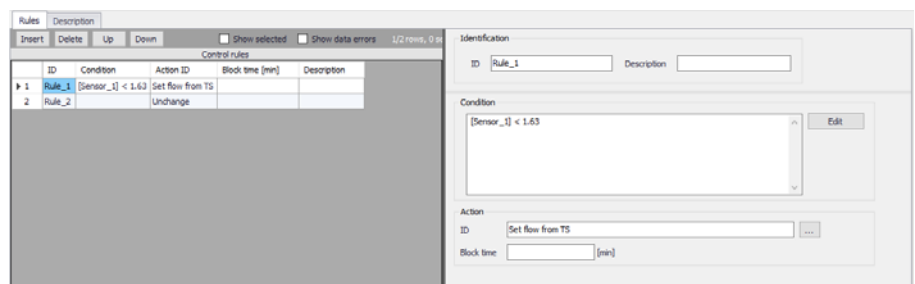 Rules Description
Insert Delete Up Down Show selected Show data errors 1/2 rows, 0 se
Control rules
ID Condition Action ID Block time [min] Description
1 Rule_1 [Sensor_1] < 1.63 Set flow from TS
2 Rule_2 Unchange
Identification
ID Rule_1 Description
Condition
[Sensor_1] < 1.63
Edit
Action
ID Set flow from TS ...
Block time [min]